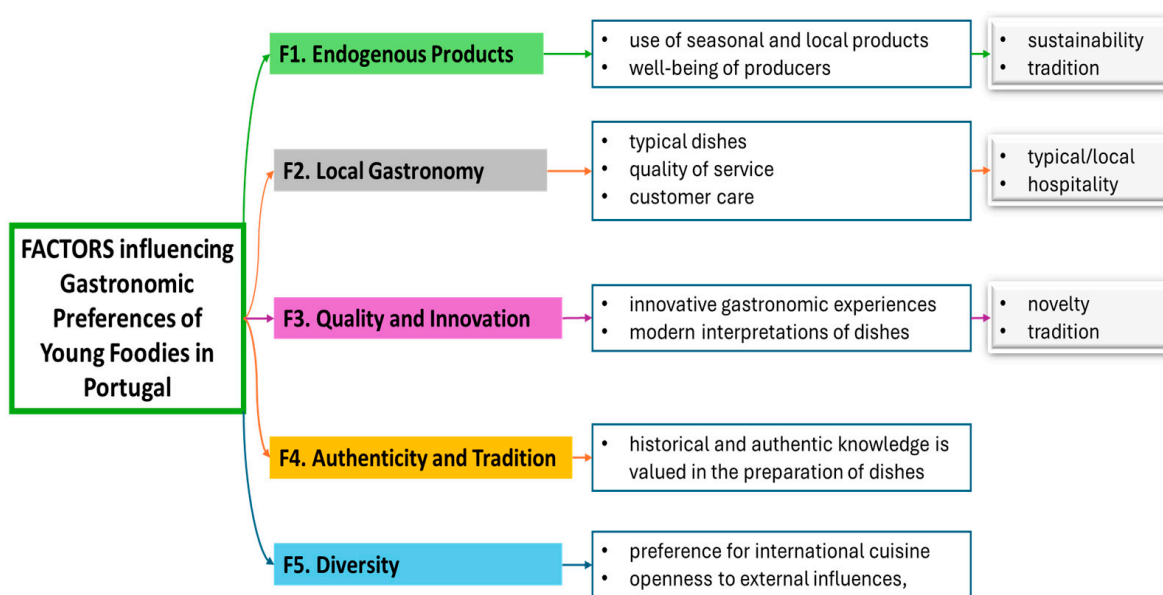 FACTORS influencing
Gastronomic
Preferences of
Young Foodies in
Portugal
F1. Endogenous Products
• use of seasonal and local products
• well-being of producers
• sustainability
• tradition
F2. Local Gastronomy
• typical dishes
• quality of service
• customer care
• typical/local
• hospitality
F3. Quality and Innovation
• innovative gastronomic experiences
• modern interpretations of dishes
• novelty
• tradition
F4. Authenticity and Tradition
• historical and authentic knowledge is
valued in the preparation of dishes
F5. Diversity
• preference for international cuisine
• openness to external influences,